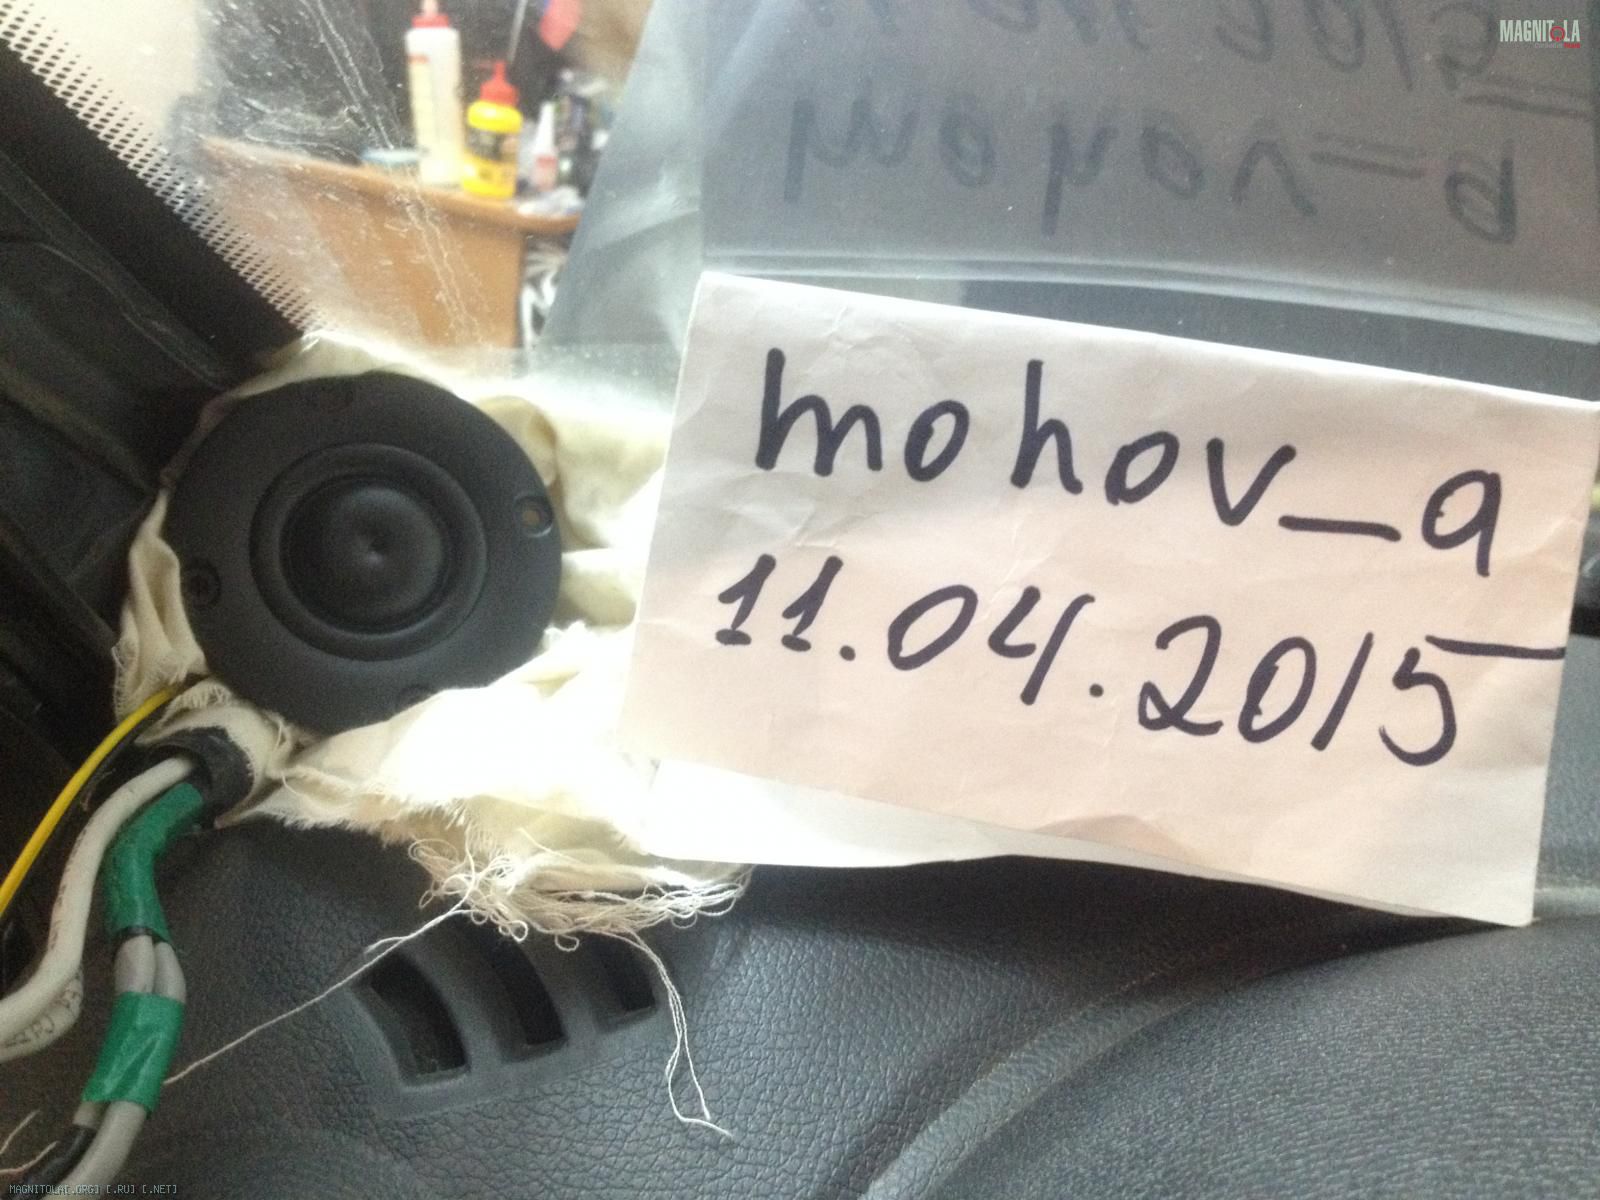 MAGNITOLA
mohov_a
11.04.2015
MAGNITOLA[.ORG] [.RU] [.NET]